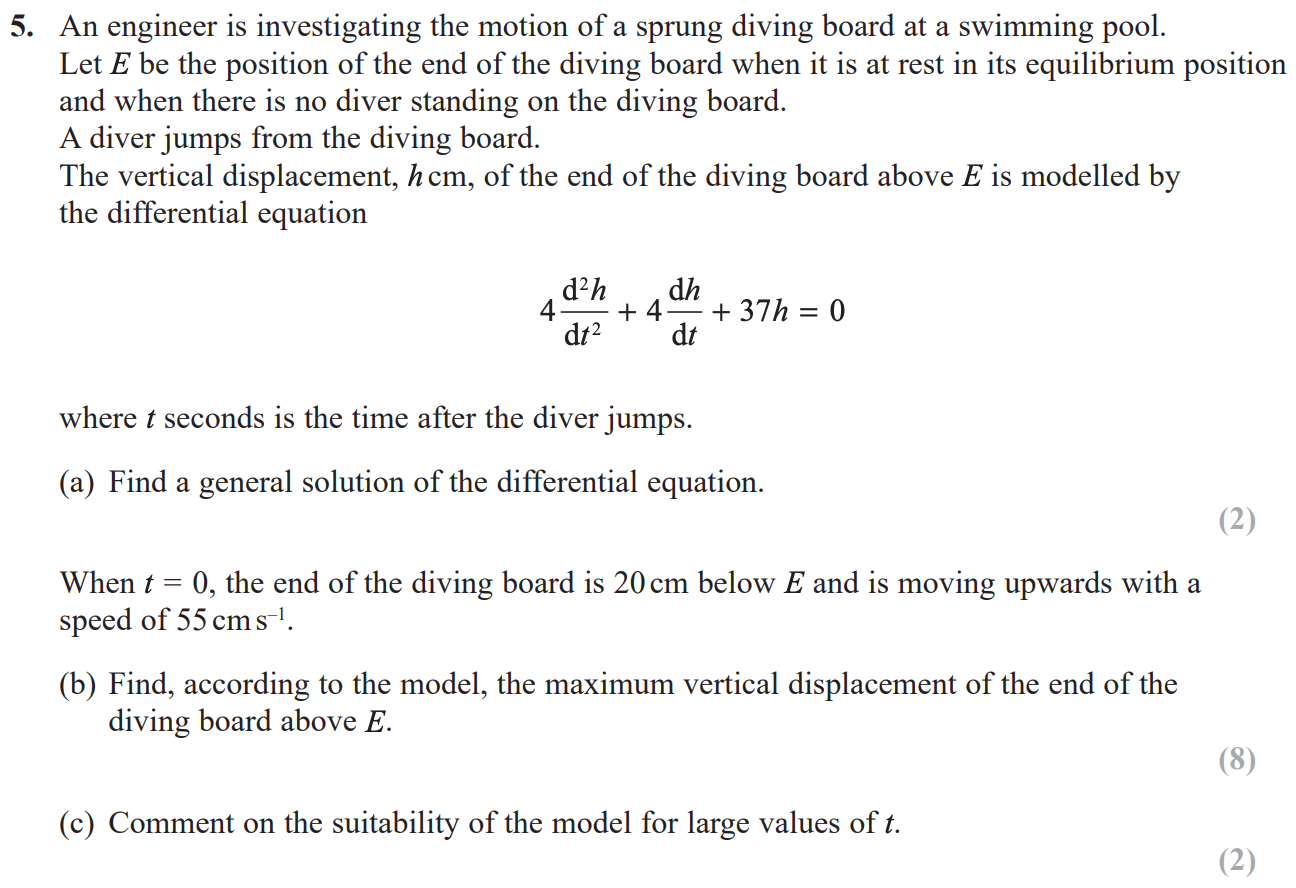 5. An engineer is investigating the motion of a sprung diving board at a swimming pool.
Let E be the position of the end of the diving board when it is at rest in its equilibrium position
and when there is no diver standing on the diving board.
A diver jumps from the diving board.
The vertical displacement, h cm, of the end of the diving board above E is modelled by
the differential equation
4 d²h/dt² + 4 dh/dt + 37h = 0
where t seconds is the time after the diver jumps.
(a) Find a general solution of the differential equation.
(2)
When t = 0, the end of the diving board is 20 cm below E and is moving upwards with a
speed of 55 cm s⁻¹.
(b) Find, according to the model, the maximum vertical displacement of the end of the
diving board above E.
(8)
(c) Comment on the suitability of the model for large values of t.
(2)